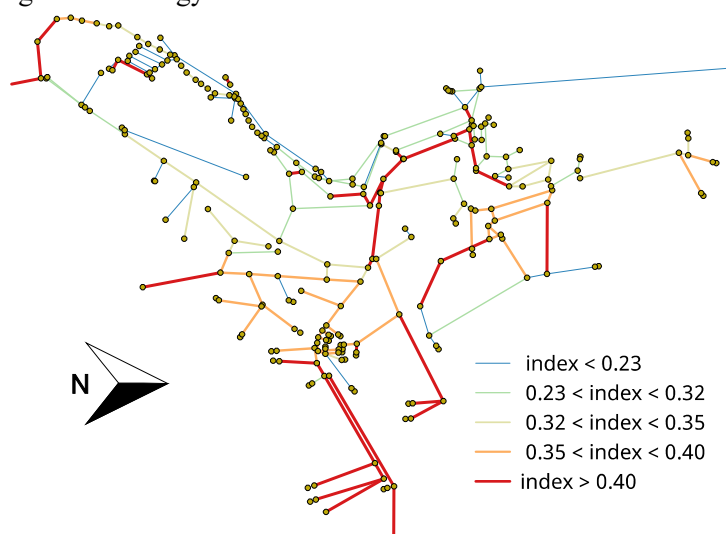 N
index < 0.23
0.23 < index < 0.32
0.32 < index < 0.35
0.35 < index < 0.40
index > 0.40